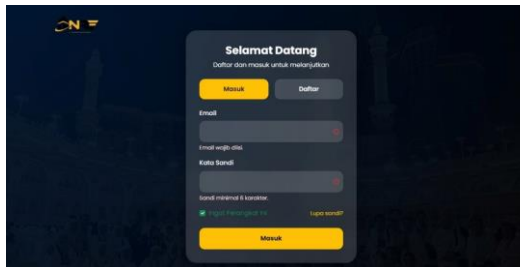 Selamat Datang
Daftar dan masuk untuk melanjutkan
Masuk Daftar
Email
Email wajib diisi
Kata Sandi
Sandi minimal 6 karakter.
Ingat Perangkat Ini Lupa sandi?
Masuk